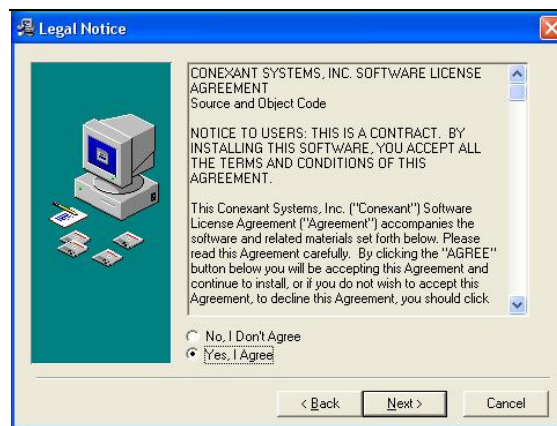 Legal Notice
CONEXANT SYSTEMS, INC. SOFTWARE LICENSE
AGREEMENT
Source and Object Code
NOTICE TO USERS: THIS IS A CONTRACT. BY
INSTALLING THIS SOFTWARE, YOU ACCEPT ALL
THE TERMS AND CONDITIONS OF THIS
AGREEMENT.
This Conexant Systems, Inc. ("Conexant") Software
License Agreement ("Agreement") accompanies the
software and related materials set forth below. Please
read this Agreement carefully. By clicking the "AGREE"
button below you will be accepting this Agreement and
continue to install, or if you do not wish to accept this
Agreement, to decline this Agreement, you should click
No, I Don't Agree
Yes, I Agree
< Back Next > Cancel